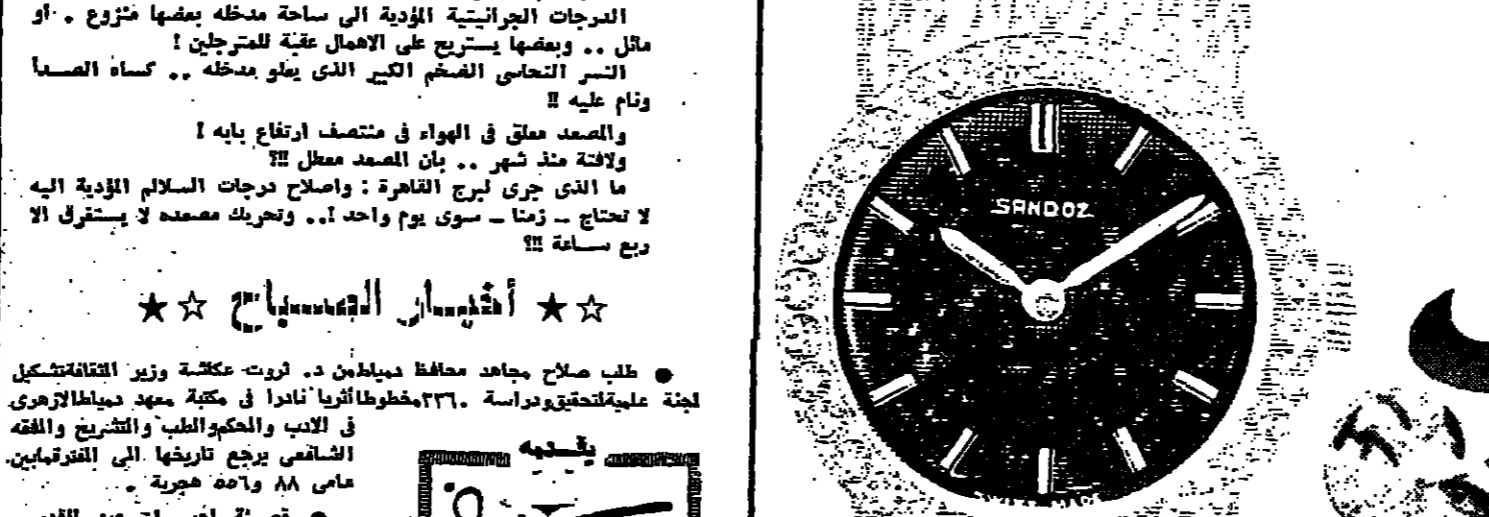 الدرجات الجرانيتية المؤدية الى ساحة مدخله بعضها منزوع .. أو
مائل .. وبعضها يستريح على الاهمال عقبة للمترجلين !
النسر النحاسى الضخم الكبير الذى يعلو مدخله .. كساه الصدأ
ونام عليه !!
والمصعد معلق فى الهواء فى منتصف ارتفاع بابه !
ولافتة منذ شهر .. بان المصعد معطل !!؟
ما الذى جرى لبرج القاهرة : واصلاح درجات السلالم المؤدية اليه
لا تحتاج ــ زمنا ــ سوى يوم واحد !.. وتحريك مصعده لا يستغرق الا
ربع ساعة !!؟
★ ☆ أخبار الصباح ☆ ★
● طلب صلاح مجاهد محافظ دمياط من د. ثروت عكاشة وزير الثقافة تشكيل
لجنة علمية لتحقيق ودراسة ٣٣٦ مخطوطا أثريا نادرا فى مكتبة معهد دمياط الازهرى
فى الادب والحكم والطب والتشريح والفقه
الشافعى يرجع تاريخها الى الفترة مابين
عامى ٨٨ و٥٥٦ هجرية .
يقدمه
SANDOZ